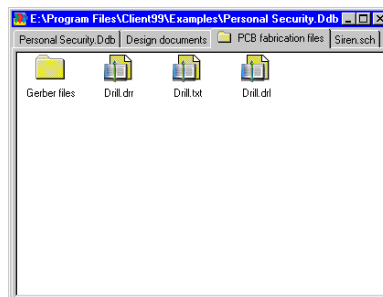 E:\Program Files\Client99\Examples\Personal Security.Ddb
Personal Security.Ddb Design documents PCB fabrication files Siren.sch
Gerber files Drill.drr Drill.txt Drill.drl